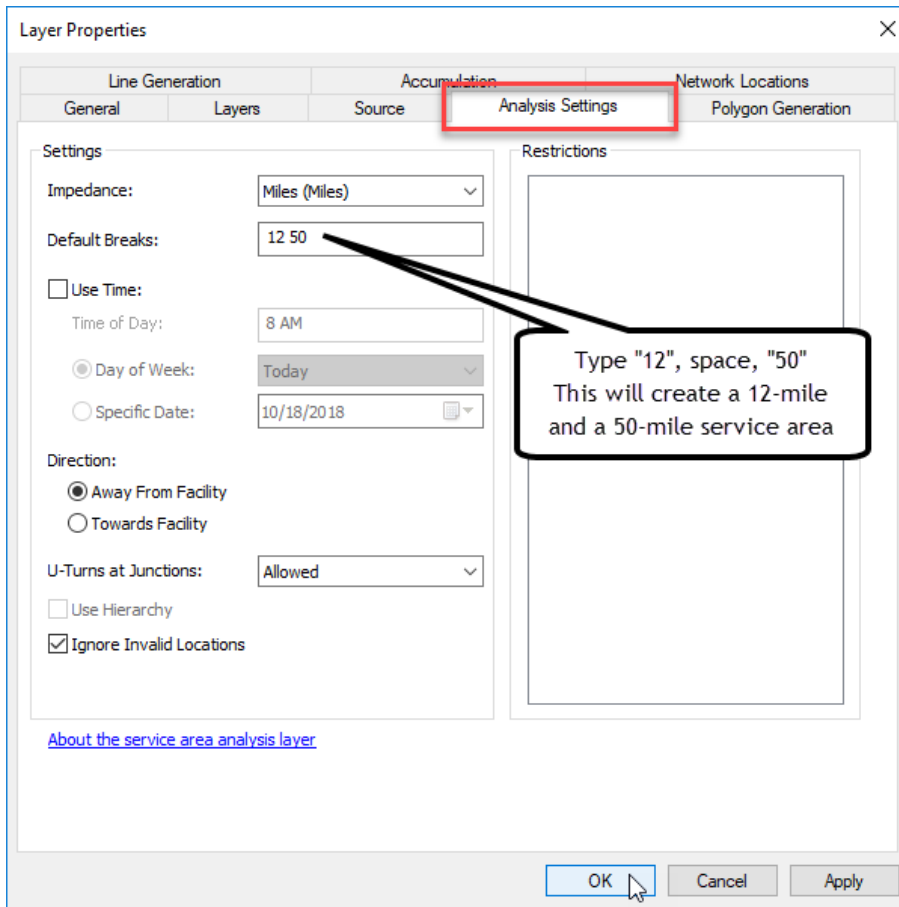 Layer Properties
Line Generation Accumulation Network Locations
General Layers Source Analysis Settings Polygon Generation
Settings
Impedance: Miles (Miles)
Default Breaks: 12 50
Use Time:
Time of Day: 8 AM
Day of Week: Today
Specific Date: 10/18/2018
Direction:
Away From Facility
Towards Facility
U-Turns at Junctions: Allowed
Use Hierarchy
Ignore Invalid Locations
Restrictions
Type "12", space, "50"
This will create a 12-mile
and a 50-mile service area
About the service area analysis layer
OK Cancel Apply